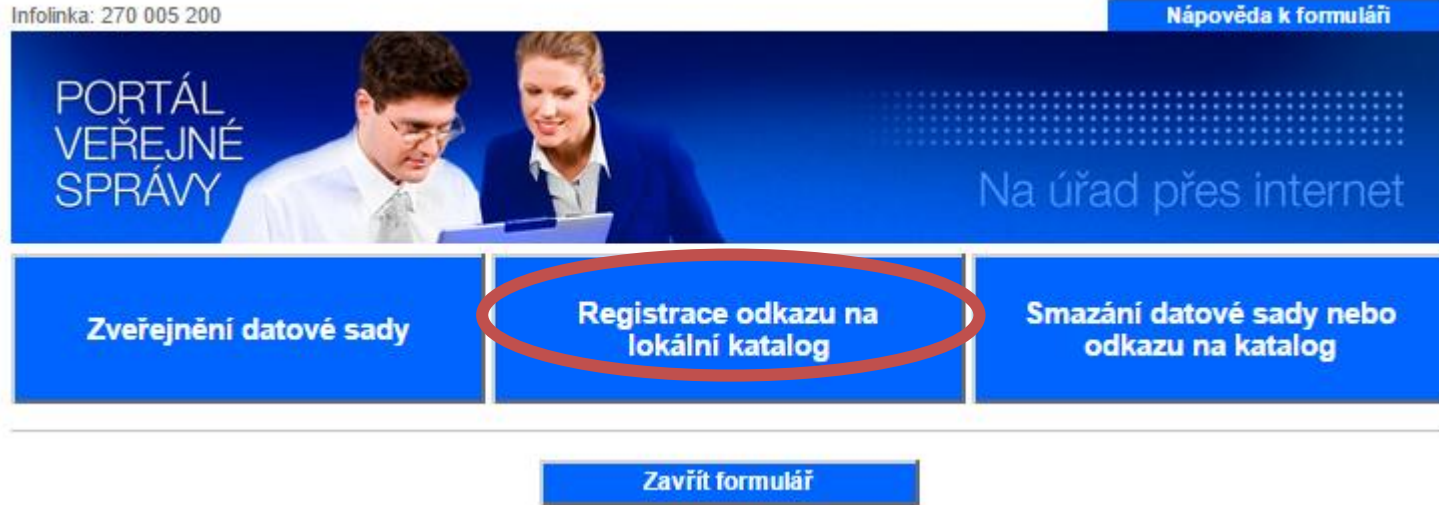 Infolinka: 270 005 200
Nápověda k formuláři
PORTÁL
VEŘEJNÉ
SPRÁVY
Na úřad přes internet
Zveřejnění datové sady
Registrace odkazu na
lokální katalog
Smazání datové sady nebo
odkazu na katalog
Zavřít formulář